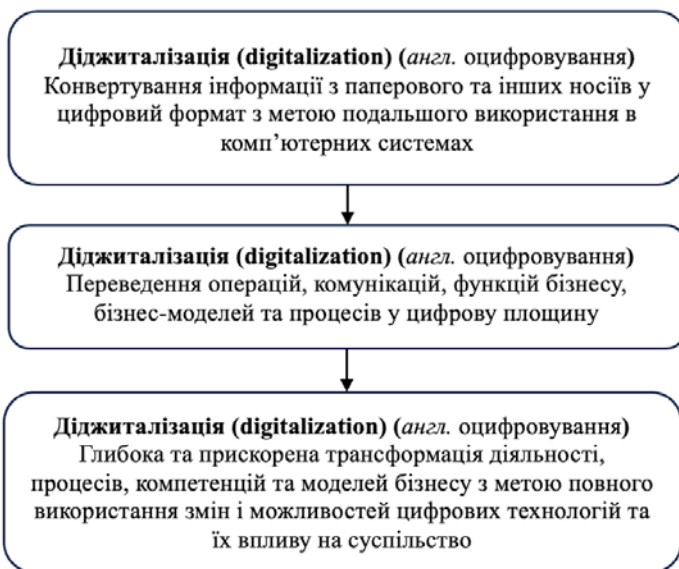 Діджиталізація (digitalization) (англ. оцифровування)
Конвертування інформації з паперового та інших носіїв у
цифровий формат з метою подальшого використання в
комп’ютерних системах
Діджиталізація (digitalization) (англ. оцифровування)
Переведення операцій, комунікацій, функцій бізнесу,
бізнес-моделей та процесів у цифрову площину
Діджиталізація (digitalization) (англ. оцифровування)
Глибока та прискорена трансформація діяльності,
процесів, компетенцій та моделей бізнесу з метою повного
використання змін і можливостей цифрових технологій та
їх впливу на суспільство